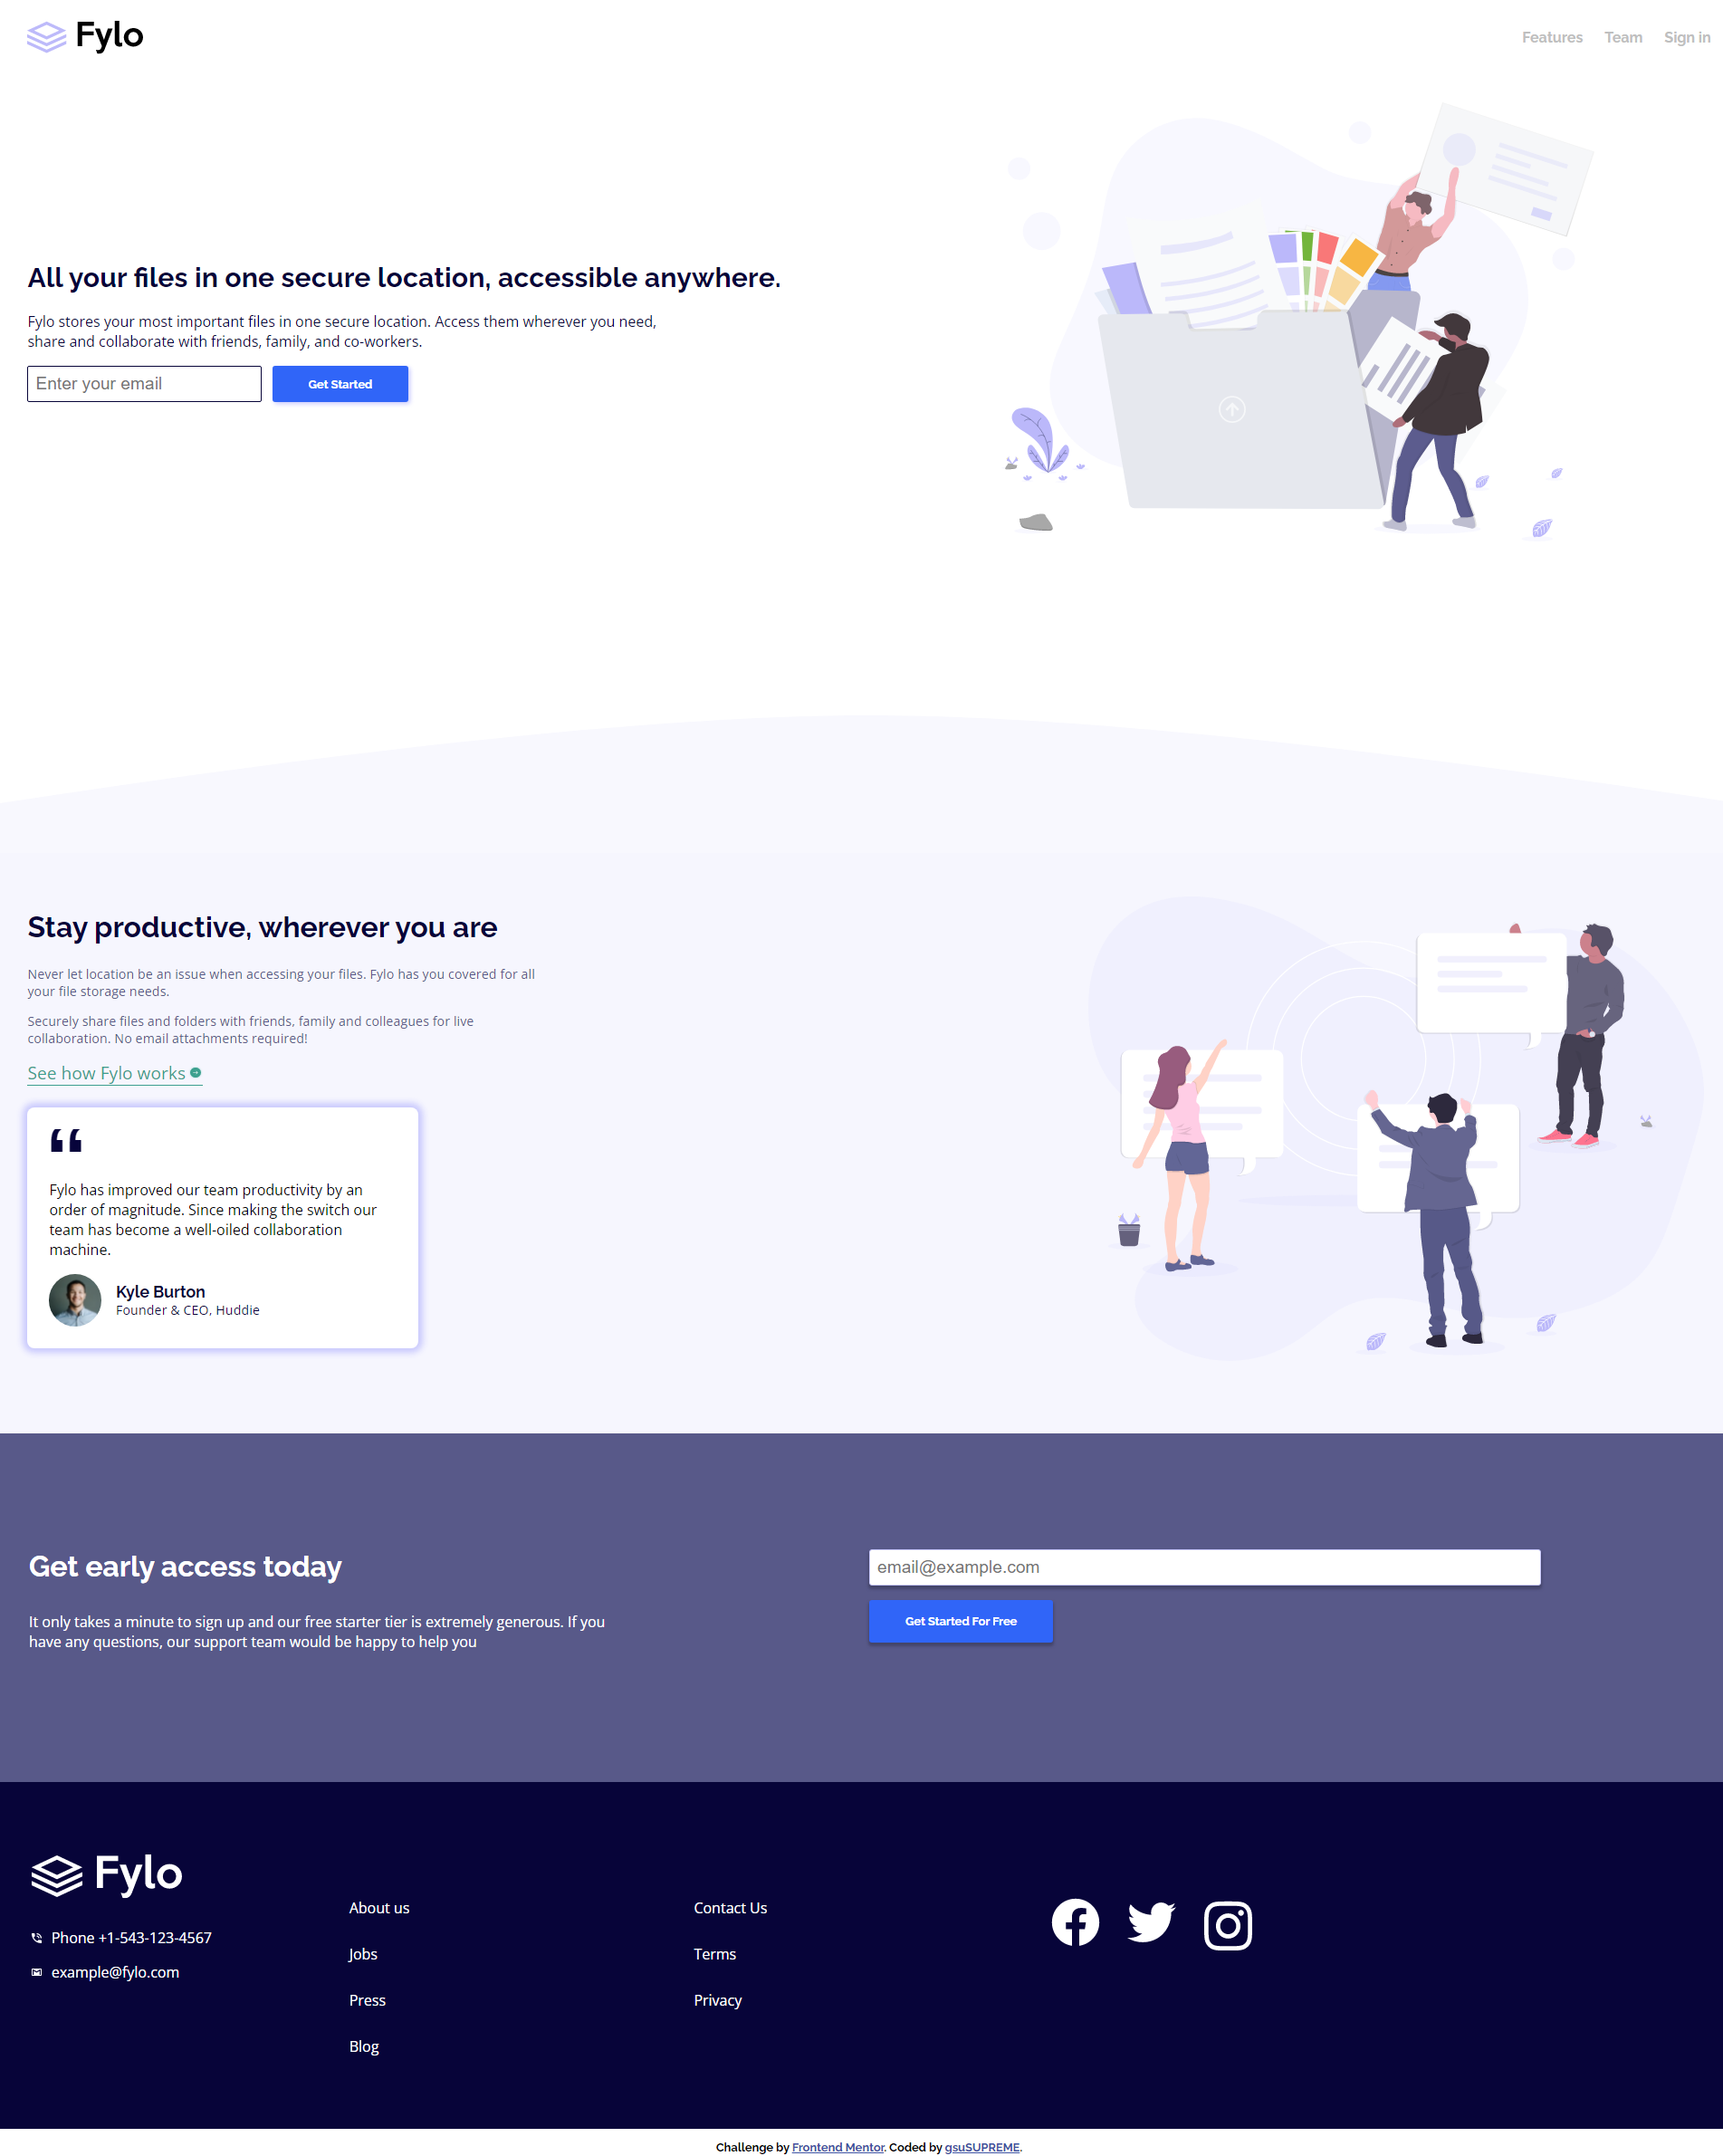 Fylo
Features Team Sign in
All your files in one secure location, accessible anywhere.
Fylo stores your most important files in one secure location. Access them wherever you need,
share and collaborate with friends, family, and co-workers.
Enter your email
Get Started
Stay productive, wherever you are
Never let location be an issue when accessing your files. Fylo has you covered for all
your file storage needs.
Securely share files and folders with friends, family and colleagues for live
collaboration. No email attachments required!
See how Fylo works
“
Fylo has improved our team productivity by an
order of magnitude. Since making the switch our
team has become a well-oiled collaboration
machine.
Kyle Burton
Founder & CEO, Huddie
Get early access today
It only takes a minute to sign up and our free starter tier is extremely generous. If you
have any questions, our support team would be happy to help you
email@example.com
Get Started For Free
Fylo
Phone +1-543-123-4567
example@fylo.com
About us
Jobs
Press
Blog
Contact Us
Terms
Privacy
Challenge by Frontend Mentor. Coded by gsuSUPREME.